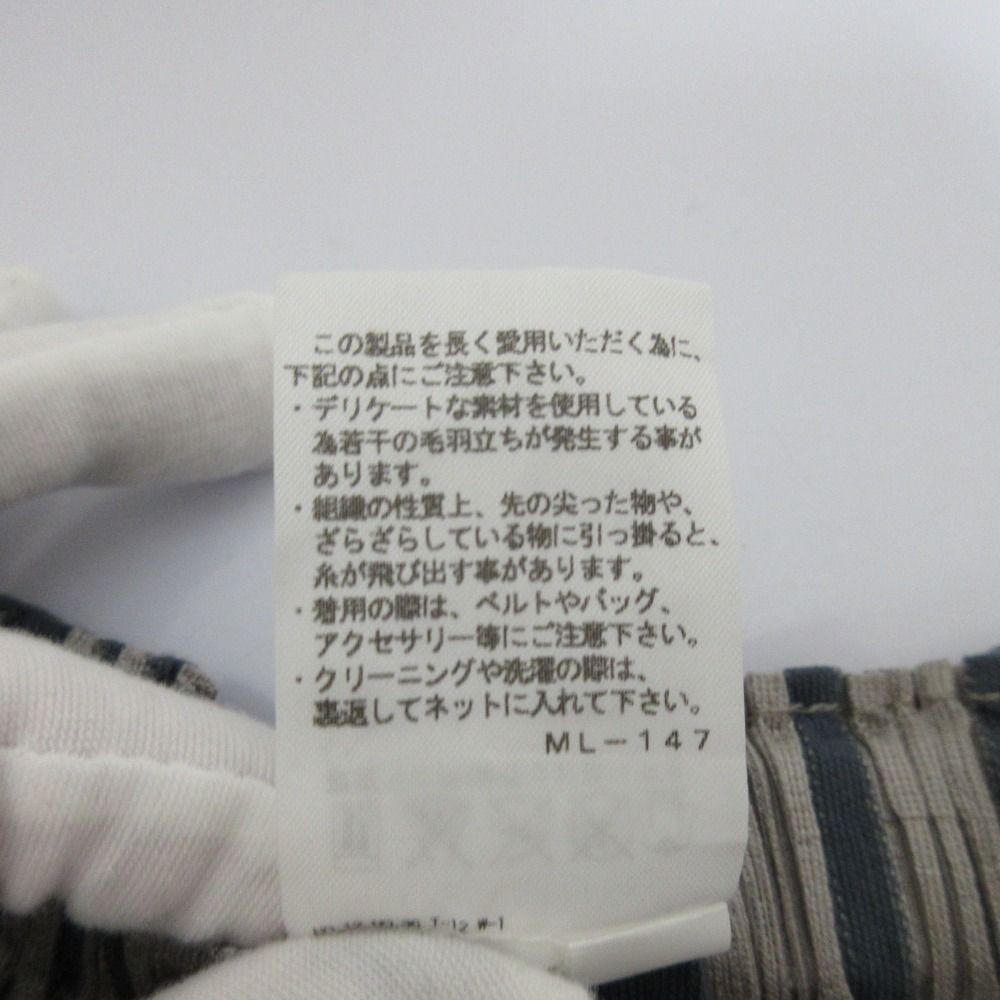 この製品を長く愛用いただく為に、
下記の点にご注意下さい。
・デリケートな素材を使用している
為若干の毛羽立ちが発生する事が
あります。
・組織の性質上、先の尖った物や、
ざらざらしている物に引っ掛ると、
糸が飛び出す事があります。
・着用の際は、ベルトやバッグ、
アクセサリー等にご注意下さい。
・クリーニングや洗濯の際は、
裏返してネットに入れて下さい。
ML-147